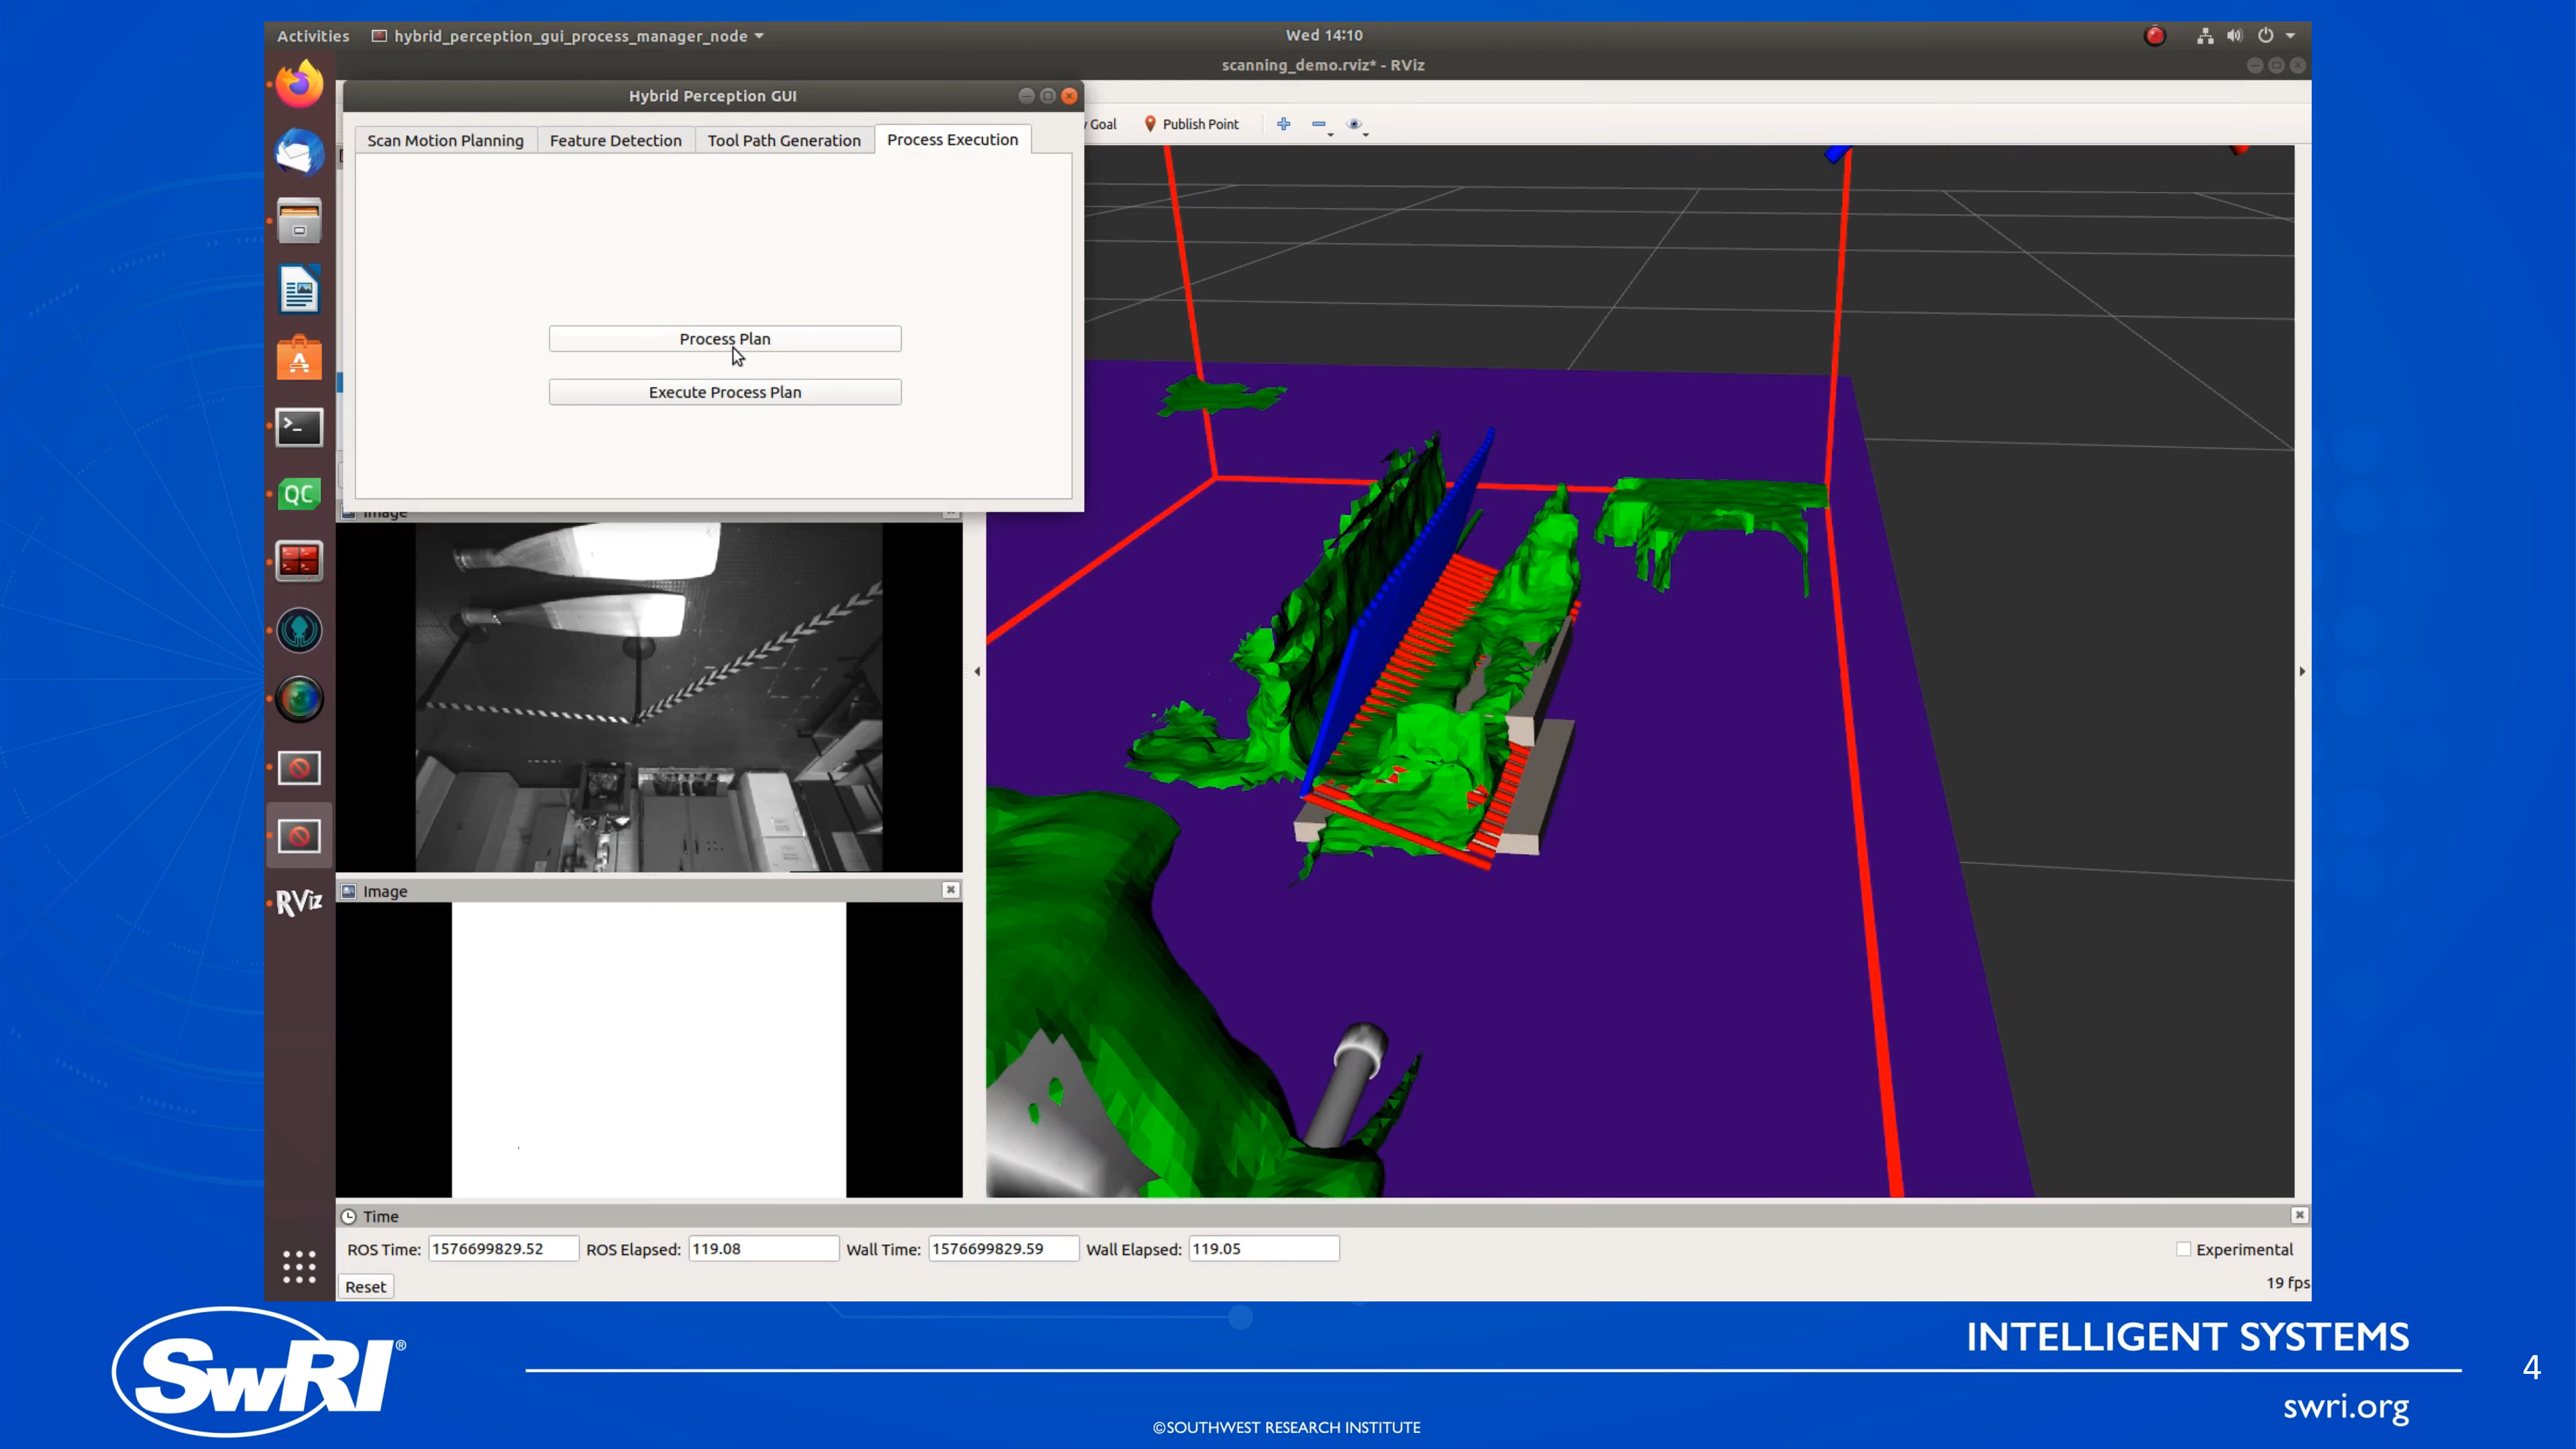 Activities hybrid_perception_gui_process_manager_node Wed 14:10
scanning_demo.rviz* - RViz
Hybrid Perception GUI
Goal Publish Point
Scan Motion Planning Feature Detection Tool Path Generation Process Execution
Process Plan
Execute Process Plan
QC
Image
Image
RViz
Time
ROS Time: 1576699829.52 ROS Elapsed: 119.08 Wall Time: 1576699829.59 Wall Elapsed: 119.05 Experimental
Reset 19 fps
SwRI®
INTELLIGENT SYSTEMS
4
swri.org
©SOUTHWEST RESEARCH INSTITUTE